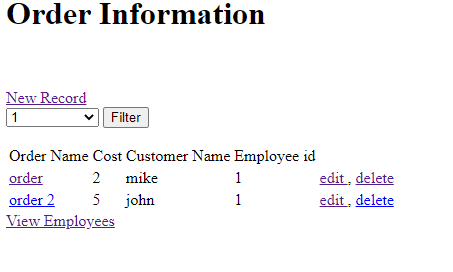 Order Information
New Record
1 Filter
Order Name Cost Customer Name Employee id
order 2 mike 1 edit , delete
order 2 5 john 1 edit , delete
View Employees